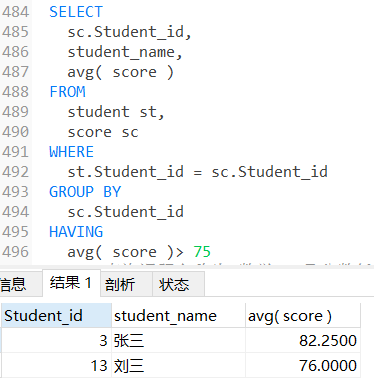 484 SELECT
485 sc.Student_id,
486 student_name,
487 avg( score )
488 FROM
489 student st,
490 score sc
491 WHERE
492 st.Student_id = sc.Student_id
493 GROUP BY
494 sc.Student_id
495 HAVING
496 avg( score )> 75
信息 结果 1 剖析 状态
Student_id student_name avg( score )
3 张三 82.2500
13 刘三 76.0000